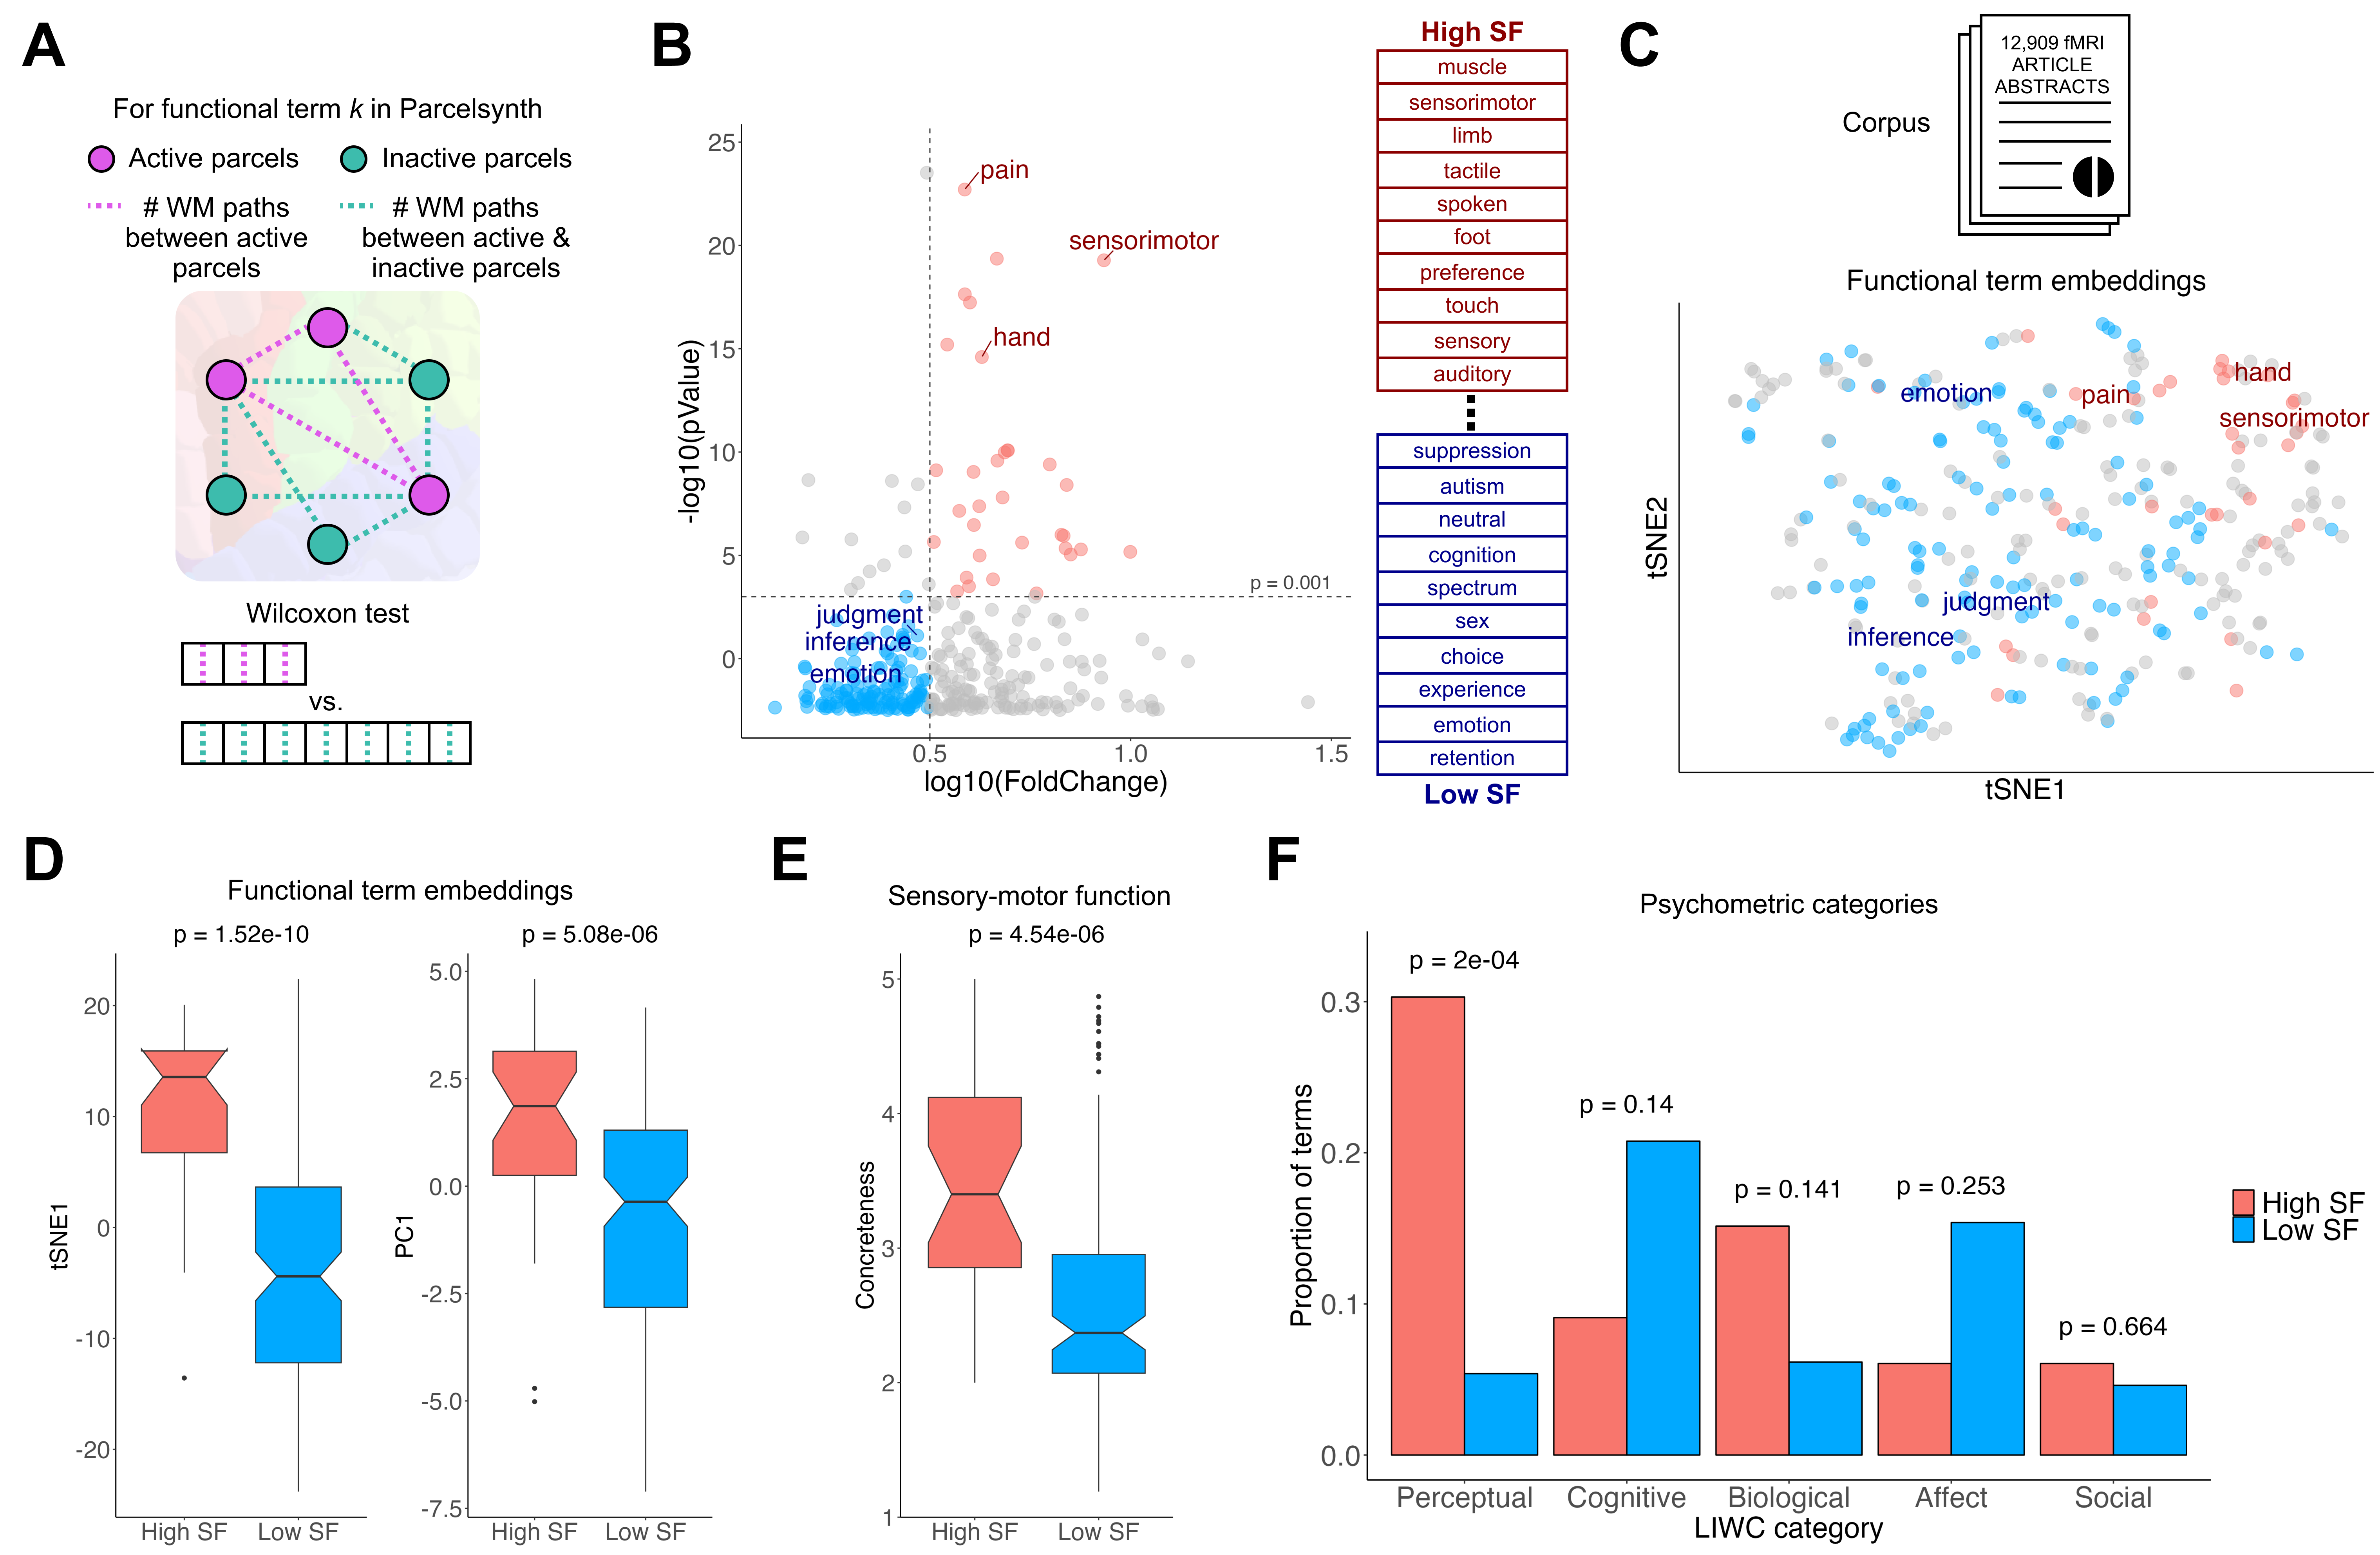 A
For functional term k in Parcelsynth
Active parcels
Inactive parcels
# WM paths
between active
parcels
# WM paths
between active &
inactive parcels
Wilcoxon test
vs.
B
-log10(pValue)
25
20
15
10
5
0
pain
sensorimotor
hand
p = 0.001
judgment
inference
emotion
0.5
1.0
1.5
log10(FoldChange)
High SF
muscle
sensorimotor
limb
tactile
spoken
foot
preference
touch
sensory
auditory
suppression
autism
neutral
cognition
spectrum
sex
choice
experience
emotion
retention
Low SF
C
Corpus
12,909 fMRI
ARTICLE
ABSTRACTS
Functional term embeddings
tSNE2
emotion
pain
hand
sensorimotor
judgment
inference
tSNE1
D
Functional term embeddings
p = 1.52e-10
tSNE1
20
10
0
-10
-20
High SF
Low SF
p = 5.08e-06
PC1
5.0
2.5
0.0
-2.5
-5.0
-7.5
High SF
Low SF
E
Sensory-motor function
p = 4.54e-06
Concreteness
5
4
3
2
1
High SF
Low SF
F
Psychometric categories
Proportion of terms
0.3
0.2
0.1
0.0
p = 2e-04
p = 0.14
p = 0.141
p = 0.253
p = 0.664
Perceptual
Cognitive
Biological
Affect
Social
LIWC category
High SF
Low SF